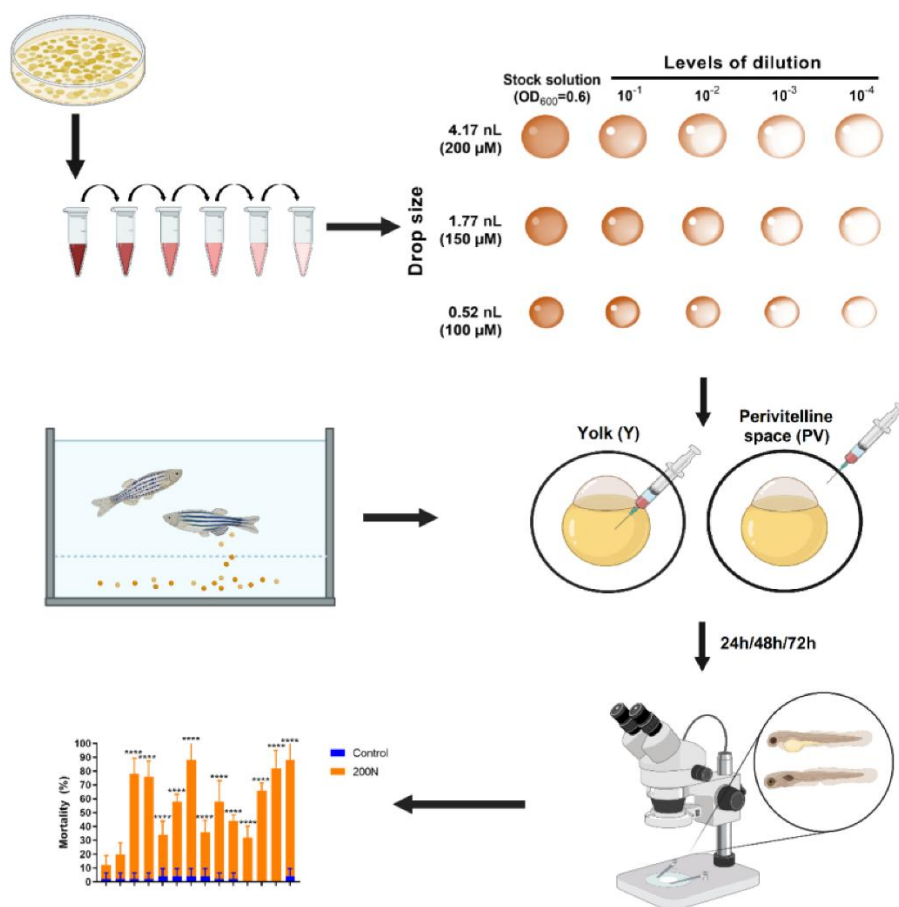 Levels of dilution
Stock solution
(OD600=0.6)
10-1
10-2
10-3
10-4
Drop size
4.17 nL
(200 µM)
1.77 nL
(150 µM)
0.52 nL
(100 µM)
Yolk (Y)
Perivitelline
space (PV)
24h/48h/72h
Mortality (%)
100
90
80
70
60
50
40
30
20
10
0
****
****
****
****
****
****
****
****
****
****
****
****
Control
200N